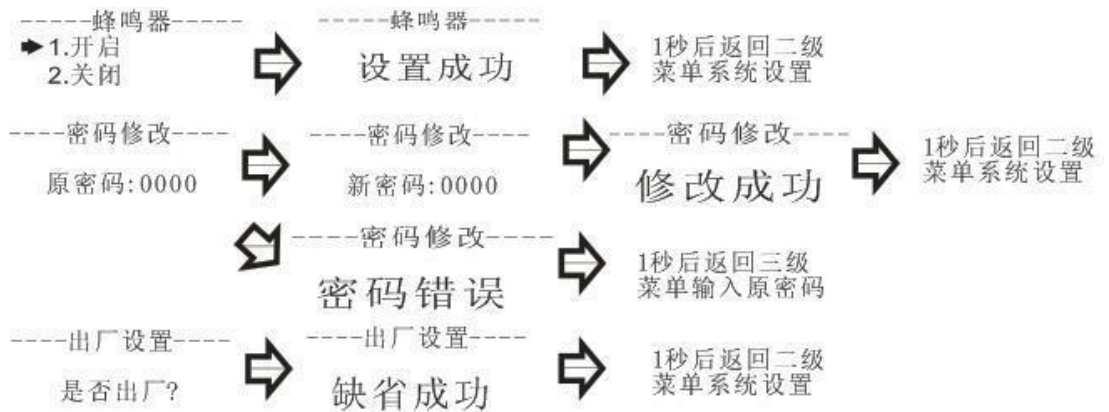 -----蜂鸣器----
1.开启
2.关闭
-----蜂鸣器----
设置成功
1秒后返回二级
菜单系统设置
----密码修改----
原密码:0000
----密码修改----
新密码:0000
----密码修改----
修改成功
1秒后返回二级
菜单系统设置
----密码修改----
密码错误
1秒后返回三级
菜单输入原密码
----出厂设置----
是否出厂?
----出厂设置----
缺省成功
1秒后返回二级
菜单系统设置